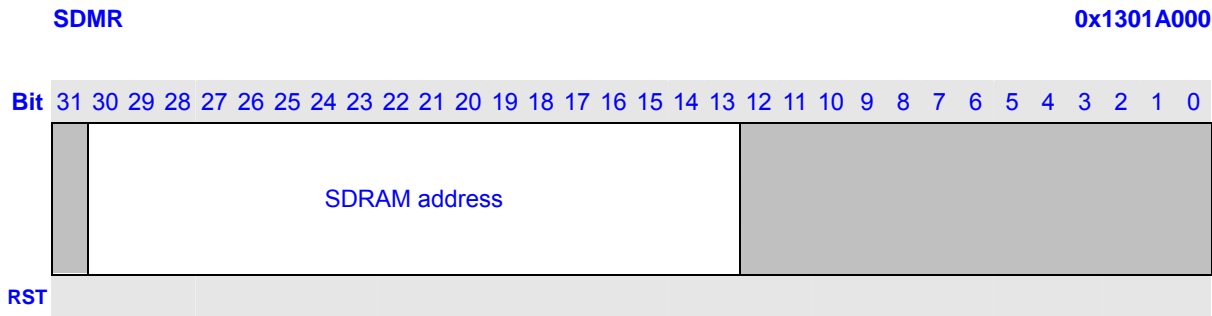 SDMR 0x1301A000
Bit 31 30 29 28 27 26 25 24 23 22 21 20 19 18 17 16 15 14 13 12 11 10 9 8 7 6 5 4 3 2 1 0
SDRAM address
RST